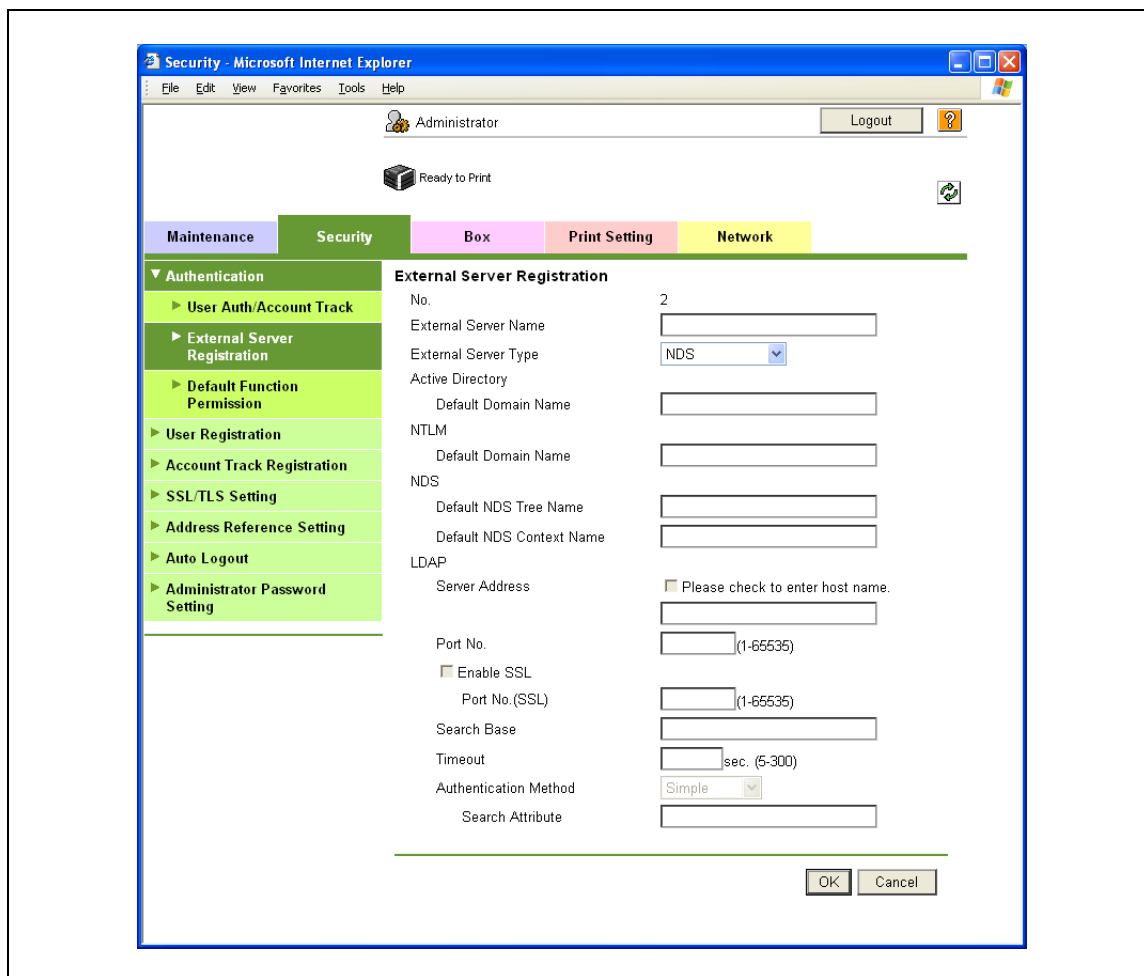 Security - Microsoft Internet Explorer
File Edit View Favorites Tools Help
Administrator
Logout
?
Ready to Print
Maintenance Security Box Print Setting Network
Authentication
User Auth/Account Track
External Server
Registration
Default Function
Permission
User Registration
Account Track Registration
SSL/TLS Setting
Address Reference Setting
Auto Logout
Administrator Password
Setting
External Server Registration
No. 2
External Server Name
External Server Type NDS
Active Directory
Default Domain Name
NTLM
Default Domain Name
NDS
Default NDS Tree Name
Default NDS Context Name
LDAP
Server Address Please check to enter host name.
Port No. (1-65535)
Enable SSL
Port No.(SSL) (1-65535)
Search Base
Timeout sec. (5-300)
Authentication Method Simple
Search Attribute
OK Cancel